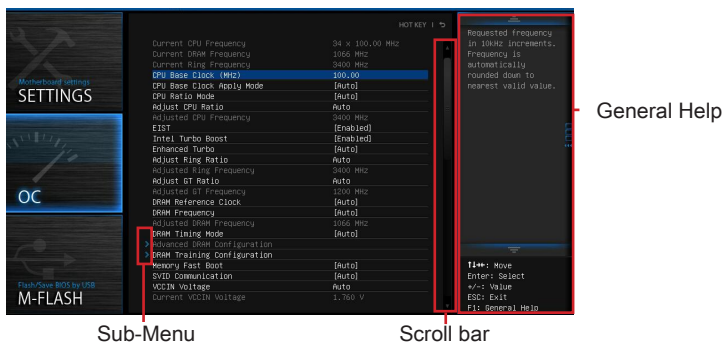 HOT KEY | ↩
Motherboard settings
SETTINGS
OC
Flash/Save BIOS by USB
M-FLASH
Current CPU Frequency 34 x 100.00 MHz
Current DRAM Frequency 1066 MHz
Current Ring Frequency 3400 MHz
CPU Base Clock (MHz) 100.00
CPU Base Clock Apply Mode [Auto]
CPU Ratio Mode [Auto]
Adjust CPU Ratio Auto
Adjusted CPU Frequency 3400 MHz
EIST [Enabled]
Intel Turbo Boost [Enabled]
Enhanced Turbo [Auto]
Adjust Ring Ratio Auto
Adjusted Ring Frequency 3400 MHz
Adjust GT Ratio Auto
Adjusted GT Frequency 1200 MHz
DRAM Reference Clock [Auto]
DRAM Frequency [Auto]
Adjusted DRAM Frequency 1066 MHz
DRAM Timing Mode [Auto]
> Advanced DRAM Configuration
> DRAM Training Configuration
Memory Fast Boot [Auto]
SVID Communication [Auto]
VCCIN Voltage Auto
Current VCCIN Voltage 1.760 V
Requested frequency
in 10kHz increments.
Frequency is
automatically
rounded down to
nearest valid value.
↑↓→←: Move
Enter: Select
+/-: Value
ESC: Exit
F1: General Help
General Help
Sub-Menu
Scroll bar